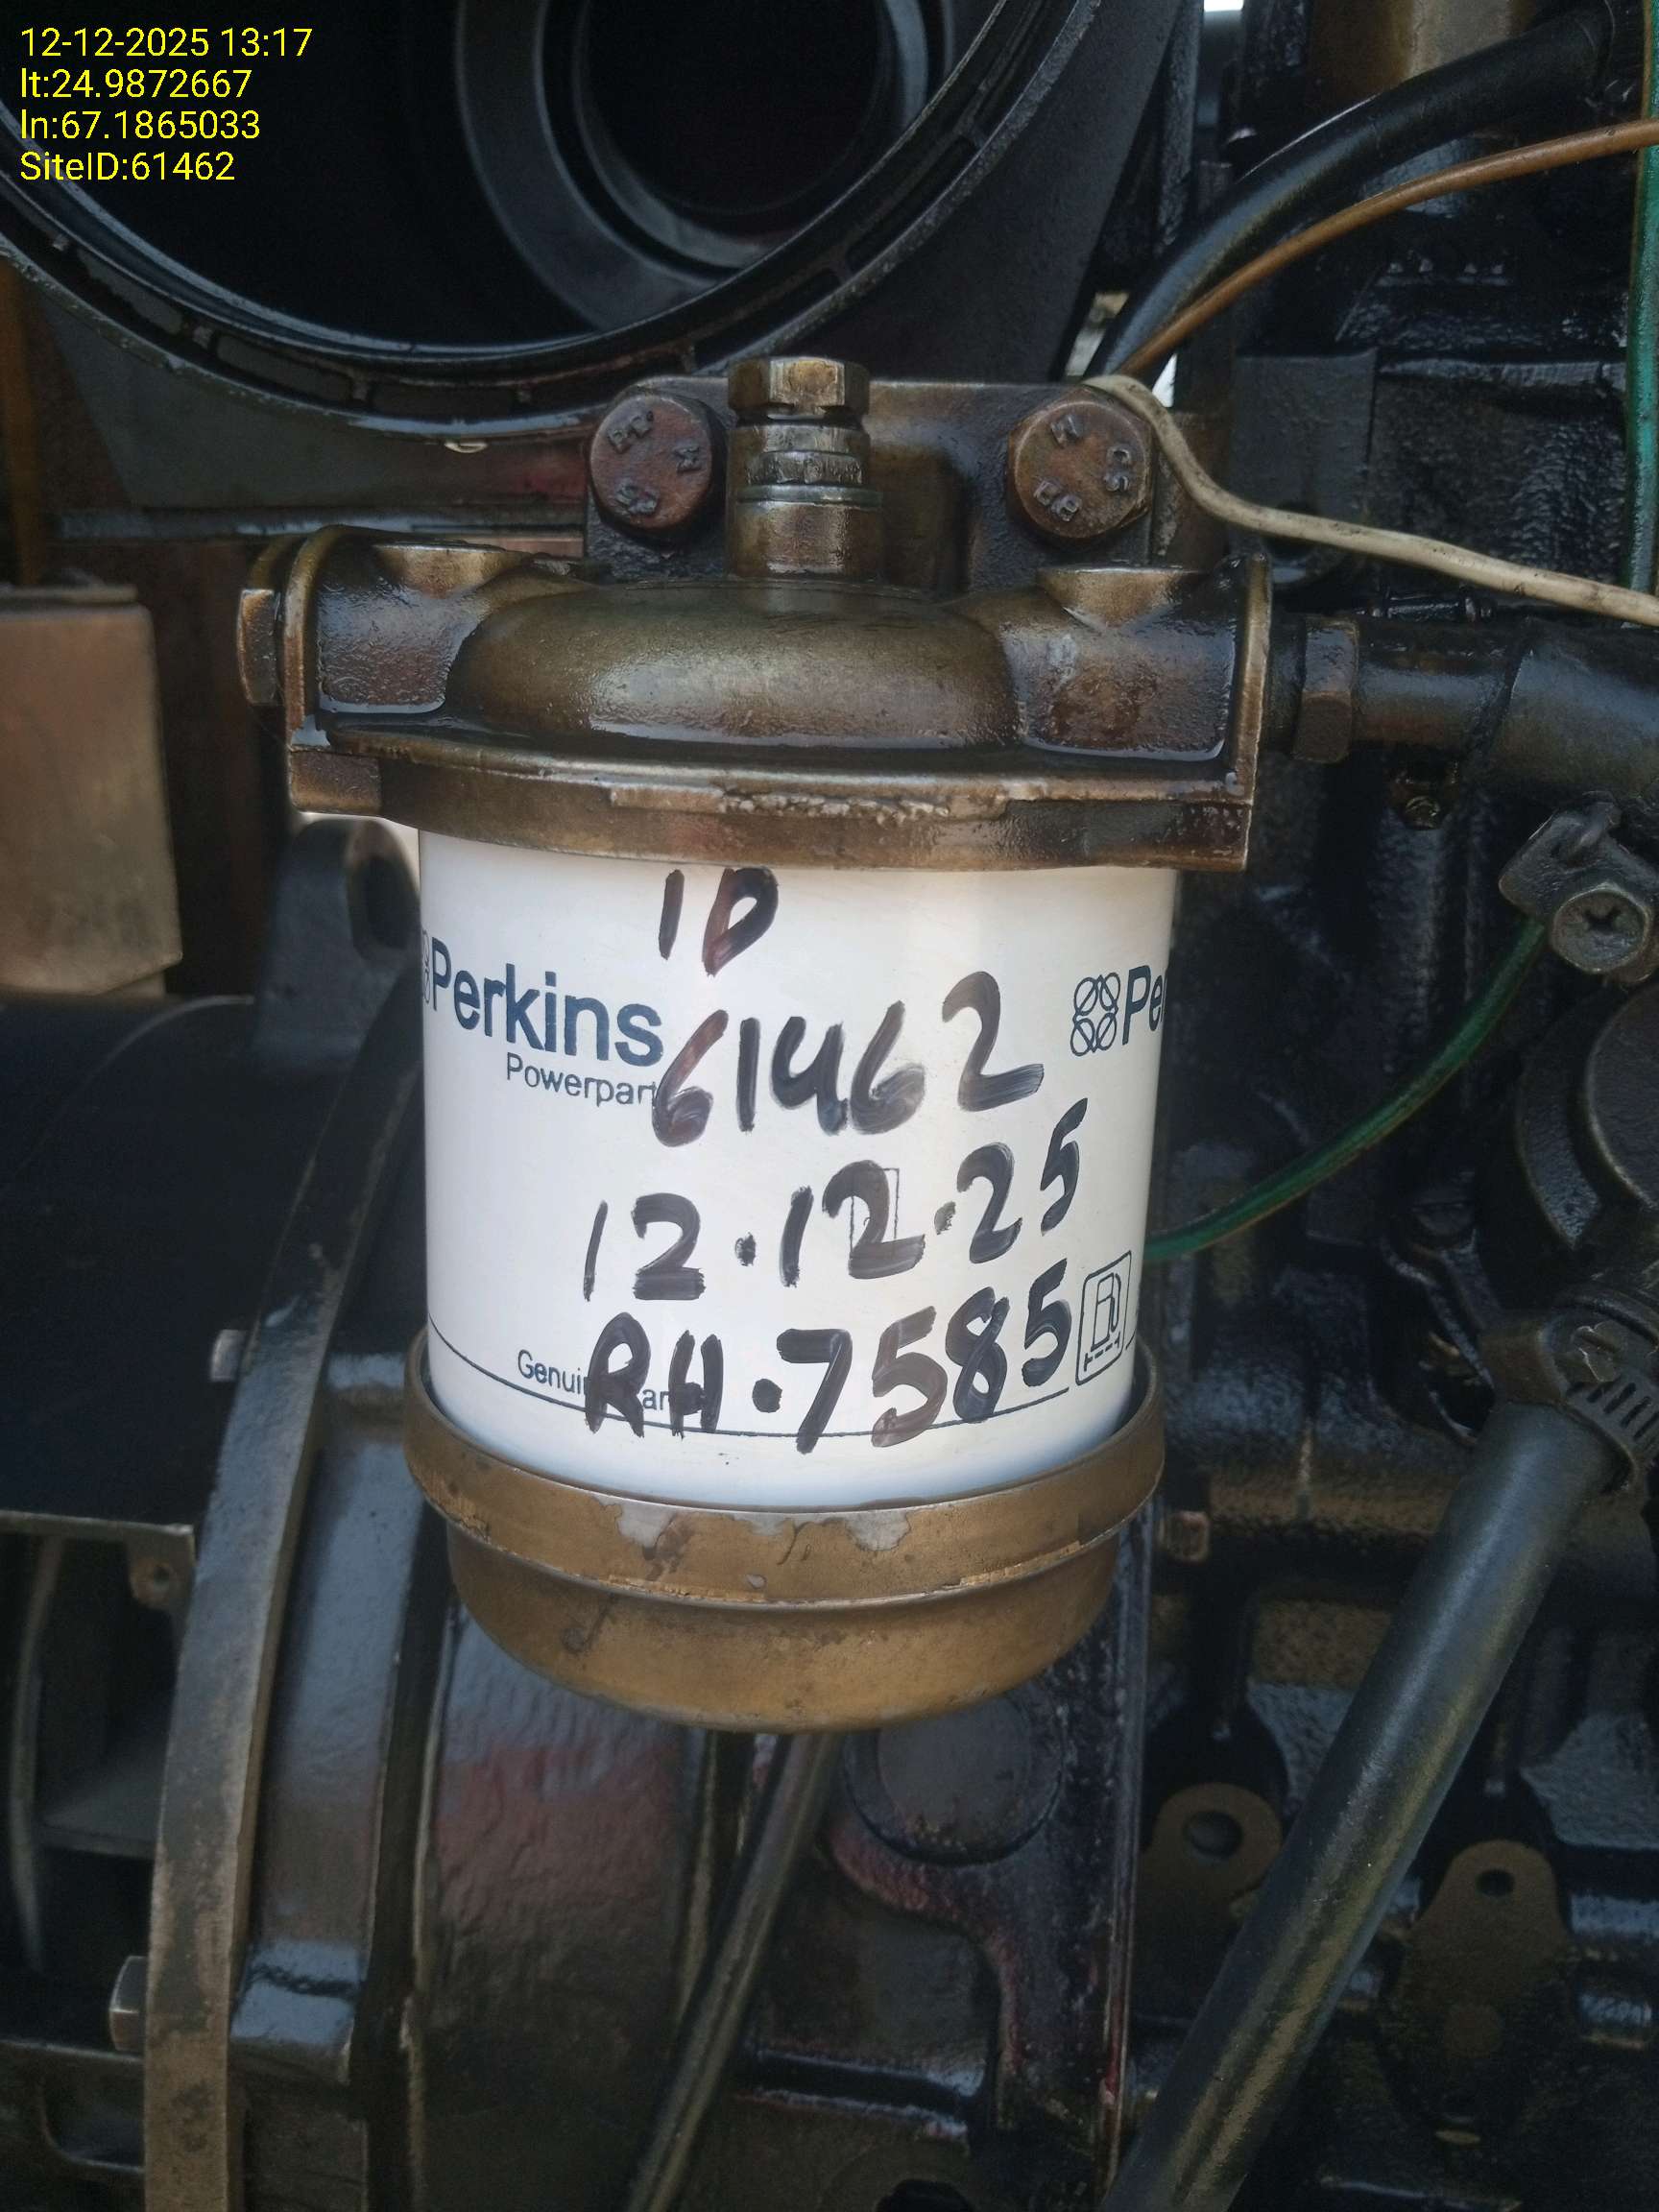 12-12-2025 13:17
lt:24.9872667
ln:67.1865033
SiteID:61462
ID
Perkins
Powerpart
61462
12.12.25
RH.7585